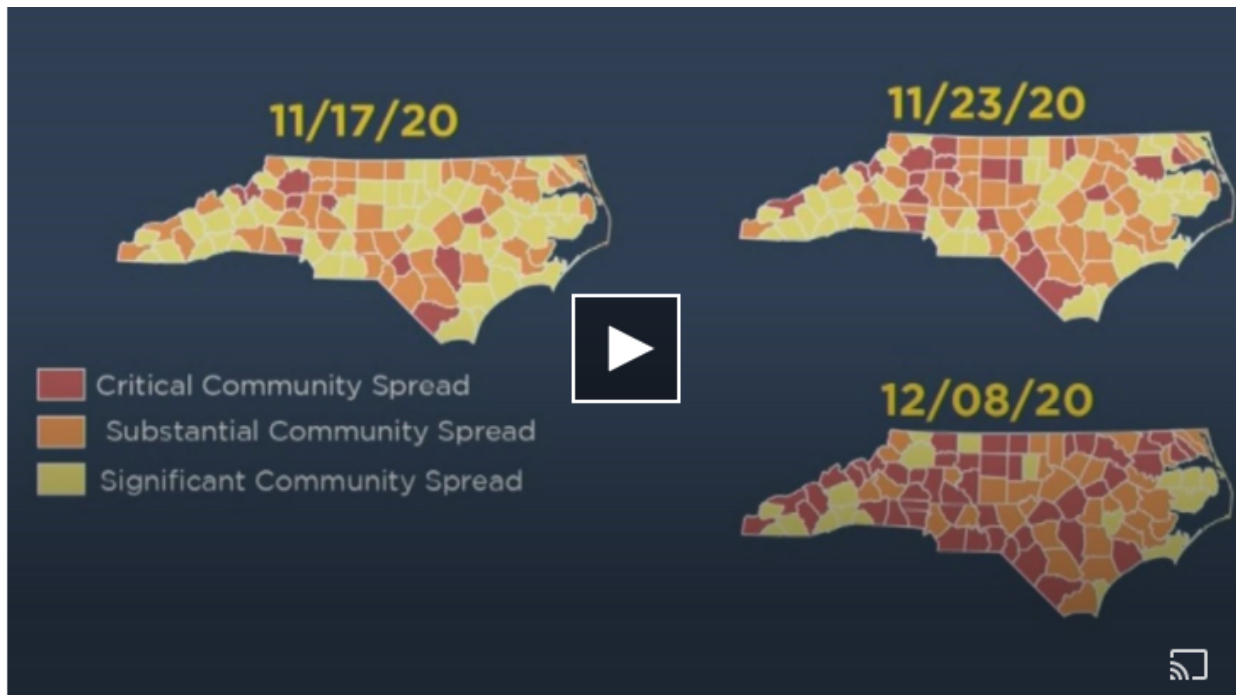 11/17/20
11/23/20
Critical Community Spread
Substantial Community Spread
Significant Community Spread
12/08/20